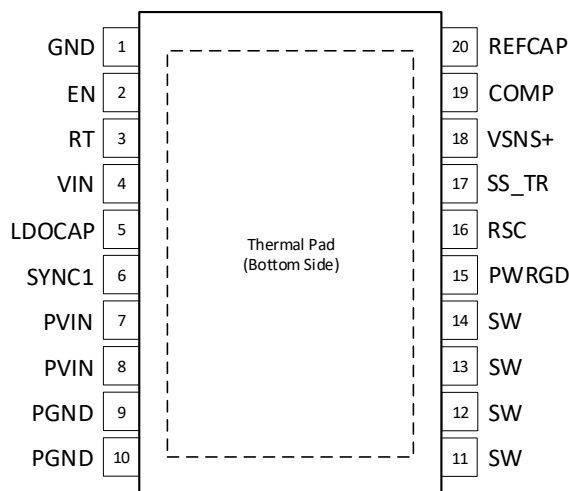 GND 1
EN 2
RT 3
VIN 4
LDOCAP 5
SYNC1 6
PVIN 7
PVIN 8
PGND 9
PGND 10
Thermal Pad
(Bottom Side)
20 REFCAP
19 COMP
18 VSNS+
17 SS_TR
16 RSC
15 PWRGD
14 SW
13 SW
12 SW
11 SW